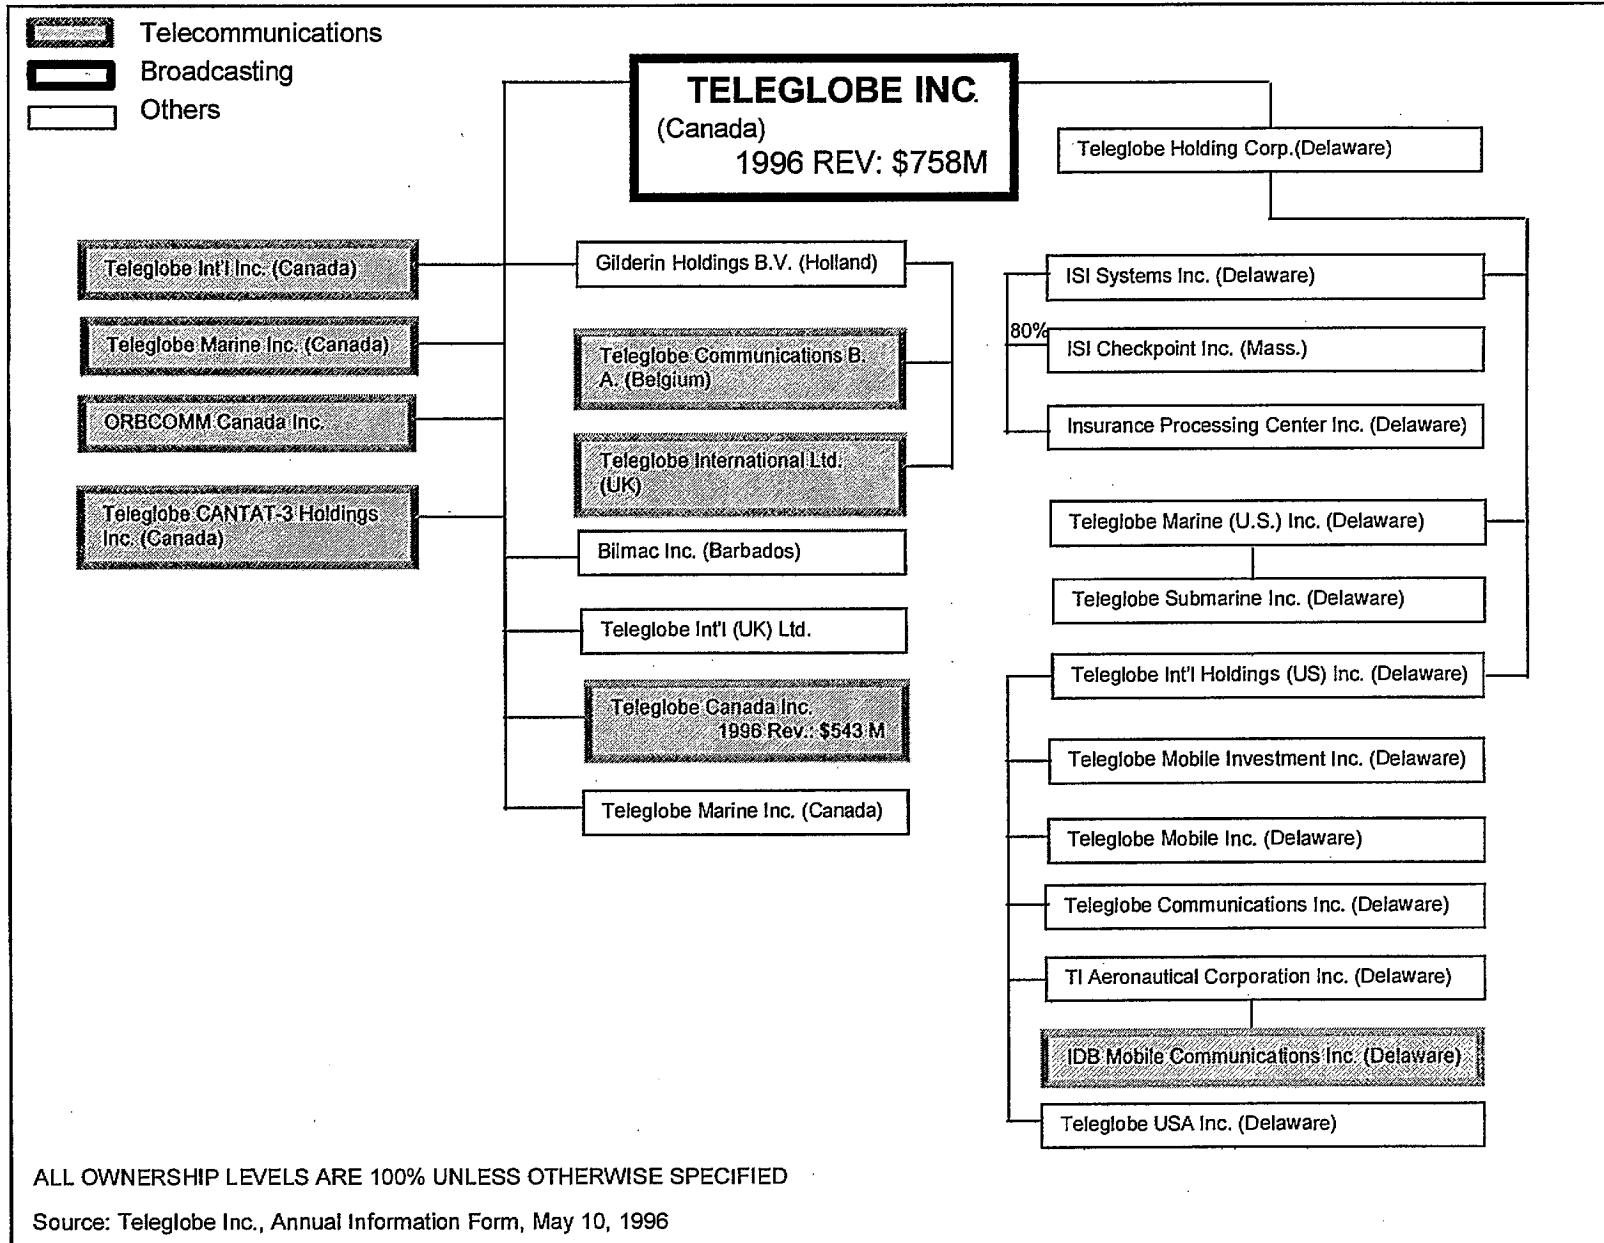 Telecommunications
Broadcasting
Others
TELEGLOBE INC.
(Canada)
1996 REV: $758M
Teleglobe Holding Corp.(Delaware)
Teleglobe Int'l Inc. (Canada)
Teleglobe Marine Inc. (Canada)
ORBCOMM Canada Inc.
Teleglobe CANTAT-3 Holdings
Inc. (Canada)
Gilderin Holdings B.V. (Holland)
Teleglobe Communications B.
A. (Belgium)
Teleglobe International Ltd.
(UK)
Bilmac Inc. (Barbados)
Teleglobe Int'l (UK) Ltd.
Teleglobe Canada Inc.
1996 Rev.: $543 M
Teleglobe Marine Inc. (Canada)
ISI Systems Inc. (Delaware)
80%
ISI Checkpoint Inc. (Mass.)
Insurance Processing Center Inc. (Delaware)
Teleglobe Marine (U.S.) Inc. (Delaware)
Teleglobe Submarine Inc. (Delaware)
Teleglobe Int'l Holdings (US) Inc. (Delaware)
Teleglobe Mobile Investment Inc. (Delaware)
Teleglobe Mobile Inc. (Delaware)
Teleglobe Communications Inc. (Delaware)
TI Aeronautical Corporation Inc. (Delaware)
IDB Mobile Communications Inc. (Delaware)
Teleglobe USA Inc. (Delaware)
ALL OWNERSHIP LEVELS ARE 100% UNLESS OTHERWISE SPECIFIED
Source: Teleglobe Inc., Annual Information Form, May 10, 1996